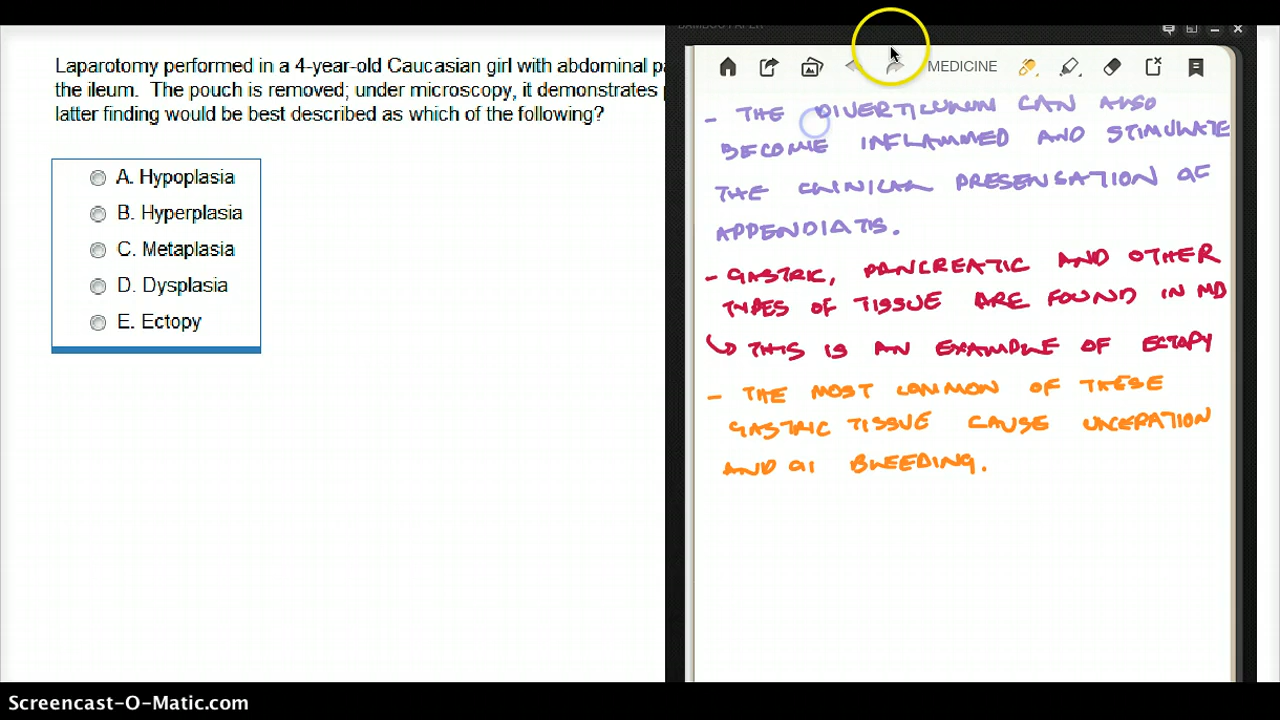 BAMBOO PAPER
Laparotomy performed in a 4-year-old Caucasian girl with abdominal pa
the ileum. The pouch is removed; under microscopy, it demonstrates p
latter finding would be best described as which of the following?
A. Hypoplasia
B. Hyperplasia
C. Metaplasia
D. Dysplasia
E. Ectopy
MEDICINE
- THE DIVERTICULUM CAN ALSO
BECOME INFLAMMED AND STIMULATE
THE CLINICAL PRESENSATION OF
APPENDIATIS.
- GASTRIC, PANCREATIC AND OTHER
TYPES OF TISSUE ARE FOUND IN MD
↳ THIS IS AN EXAMPLE OF ECTOPY
- THE MOST COMMON OF THESE
GASTRIC TISSUE CAUSE ULCERATION
AND GI BLEEDING.
Screencast-O-Matic.com